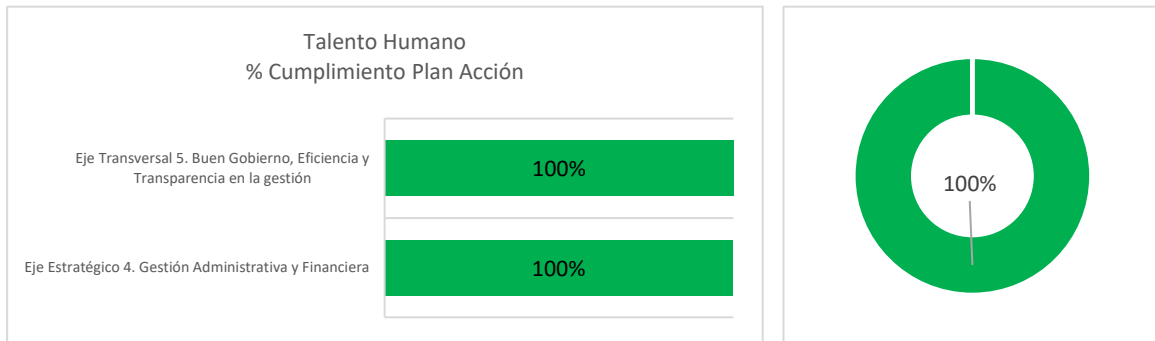 Talento Humano
% Cumplimiento Plan Acción
Eje Transversal 5. Buen Gobierno, Eficiencia y
Transparencia en la gestión
100%
Eje Estratégico 4. Gestión Administrativa y Financiera
100%
100%